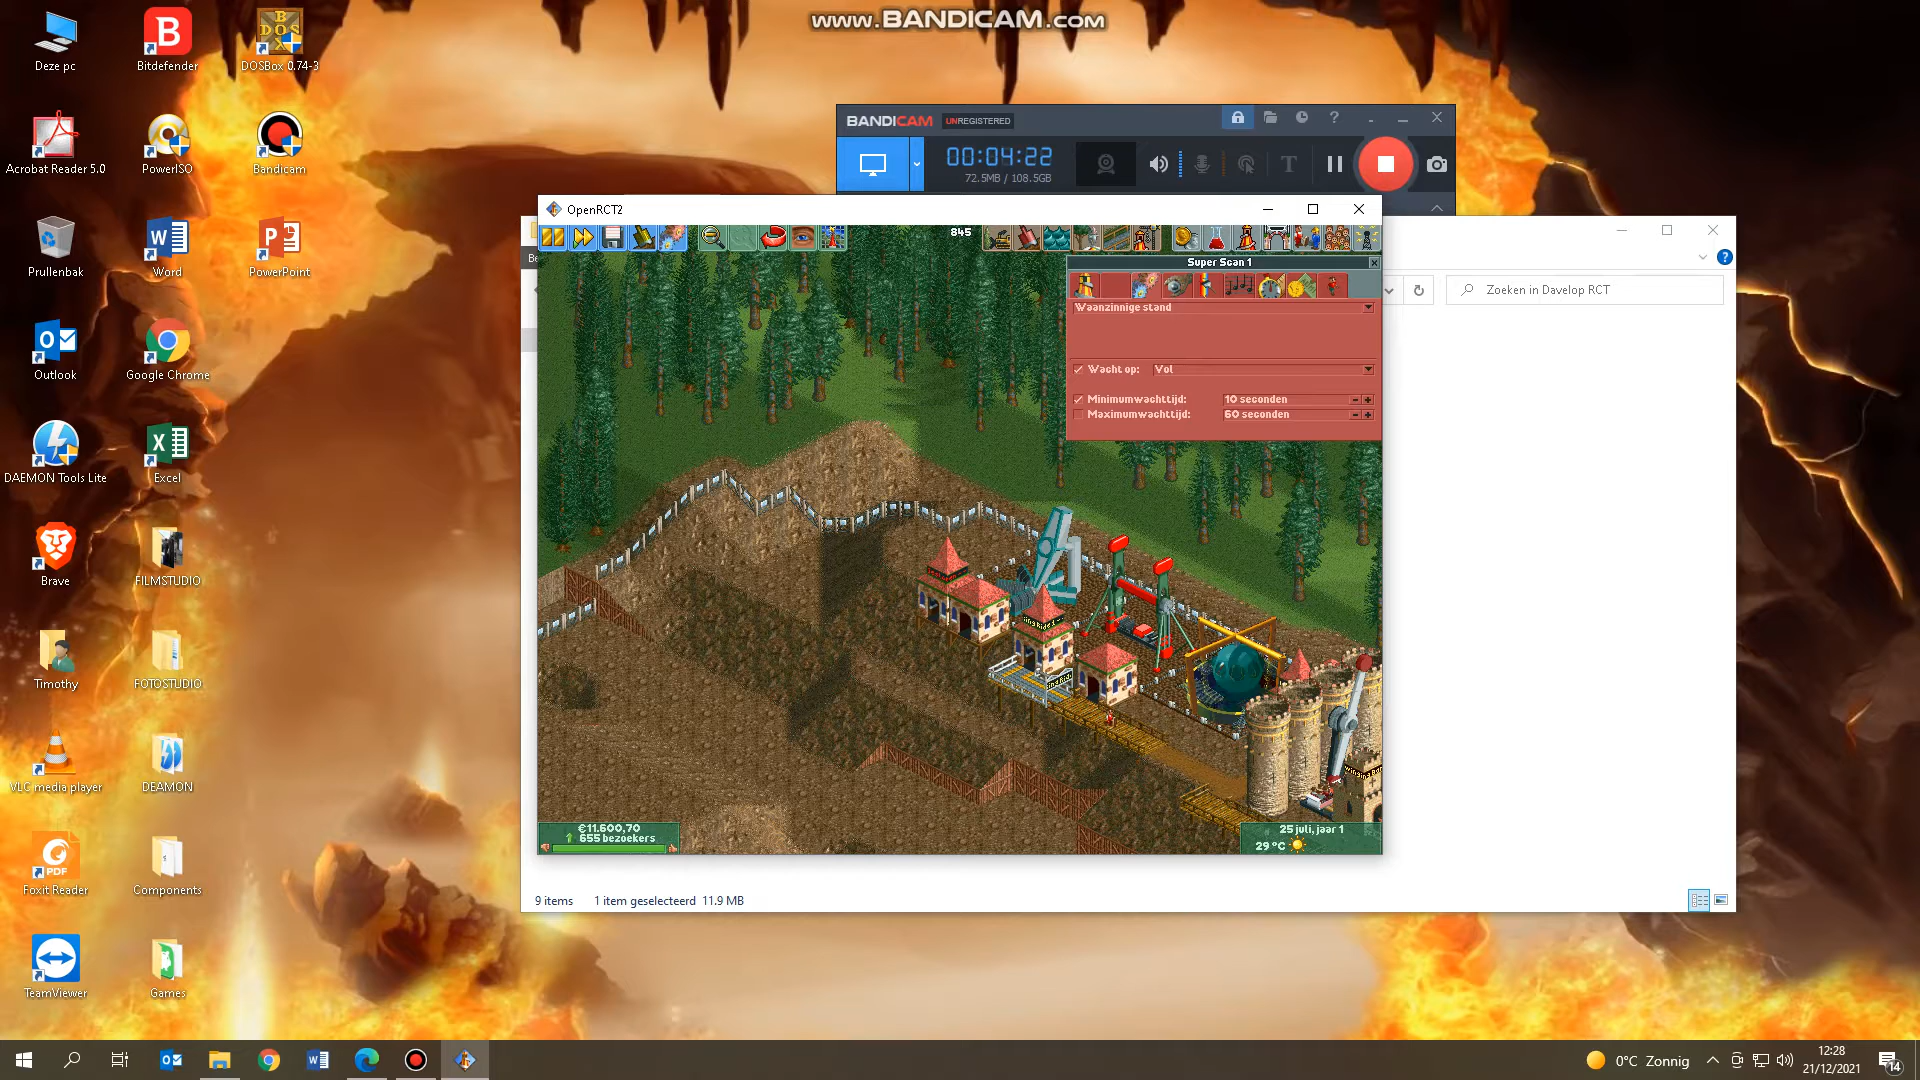 www.BANDICAM.com
Deze pc
Bitdefender
DOSBox 0.74-3
Acrobat Reader 5.0
PowerISO
Bandicam
Prullenbak
Word
PowerPoint
Outlook
Google Chrome
DAEMON Tools Lite
Excel
Brave
FILMSTUDIO
Timothy
FOTOSTUDIO
VLC media player
DEAMON
Foxit Reader
Components
TeamViewer
Games
BANDICAM UNREGISTERED
00:04:22
72.5MB / 108.5GB
OpenRCT2
845
Be
Zoeken in Davelop RCT
Super Scan 1
Waanzinnige stand
Wacht op: Vol
Minimumwachttijd: 10 seconden
Maximumwachttijd: 60 seconden
€11.600,70
655 bezoekers
25 juli, jaar 1
29 °C
9 items 1 item geselecteerd 11.9 MB
0°C Zonnig
12:28
21/12/2021
14